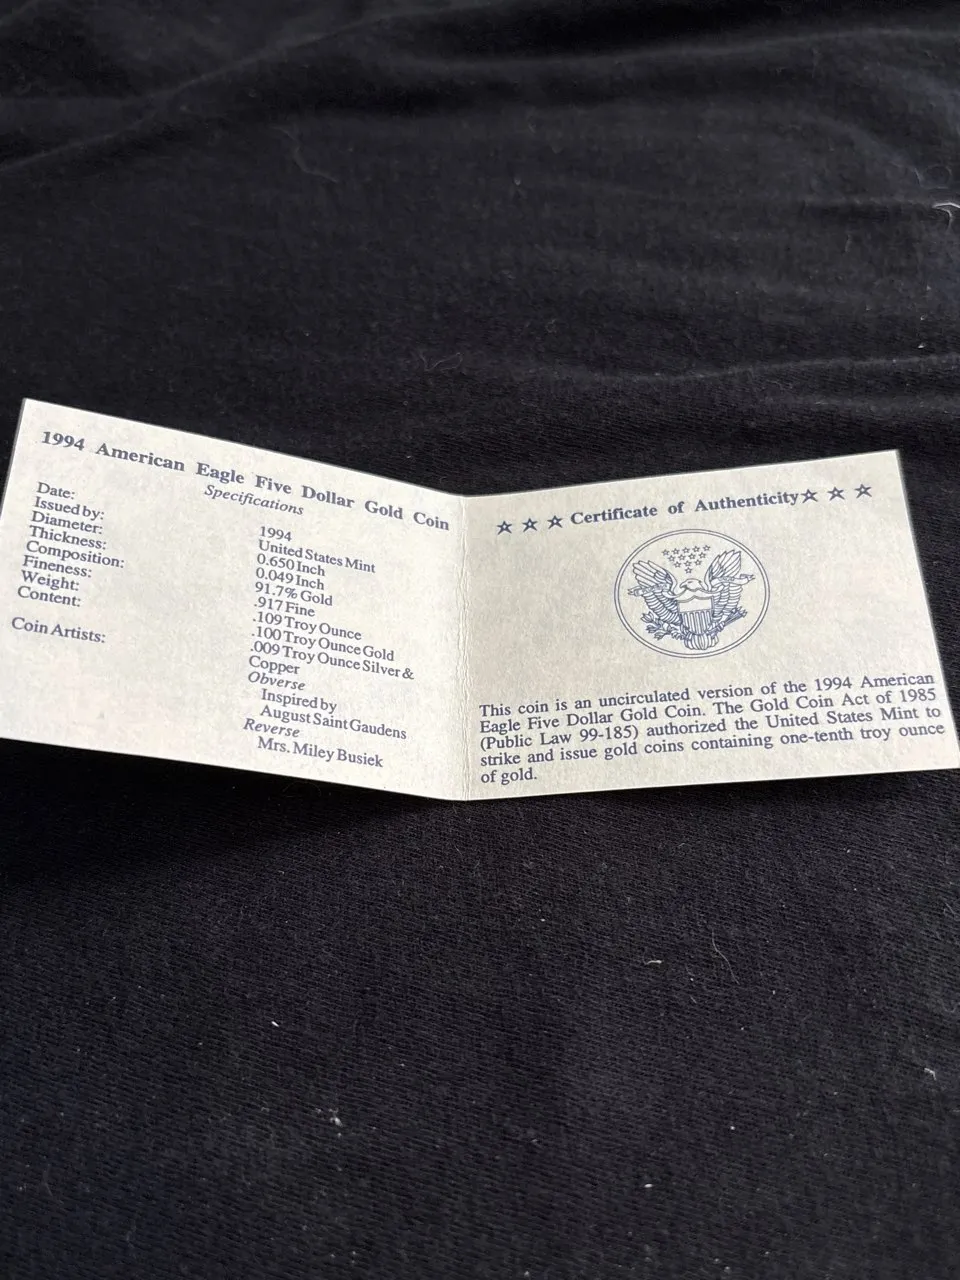 1994 American Eagle Five Dollar Gold Coin
Specifications
Date: 1994
Issued by: United States Mint
Diameter: 0.650 Inch
Thickness: 0.049 Inch
Composition: 91.7% Gold
Fineness: .917 Fine
Weight: .109 Troy Ounce
Content: .100 Troy Ounce Gold
.009 Troy Ounce Silver &
Copper
Coin Artists: Obverse
Inspired by
August Saint Gaudens
Reverse
Mrs. Miley Busiek
☆ ☆ ☆ Certificate of Authenticity ☆ ☆ ☆
This coin is an uncirculated version of the 1994 American
Eagle Five Dollar Gold Coin. The Gold Coin Act of 1985
(Public Law 99-185) authorized the United States Mint to
strike and issue gold coins containing one-tenth troy ounce
of gold.